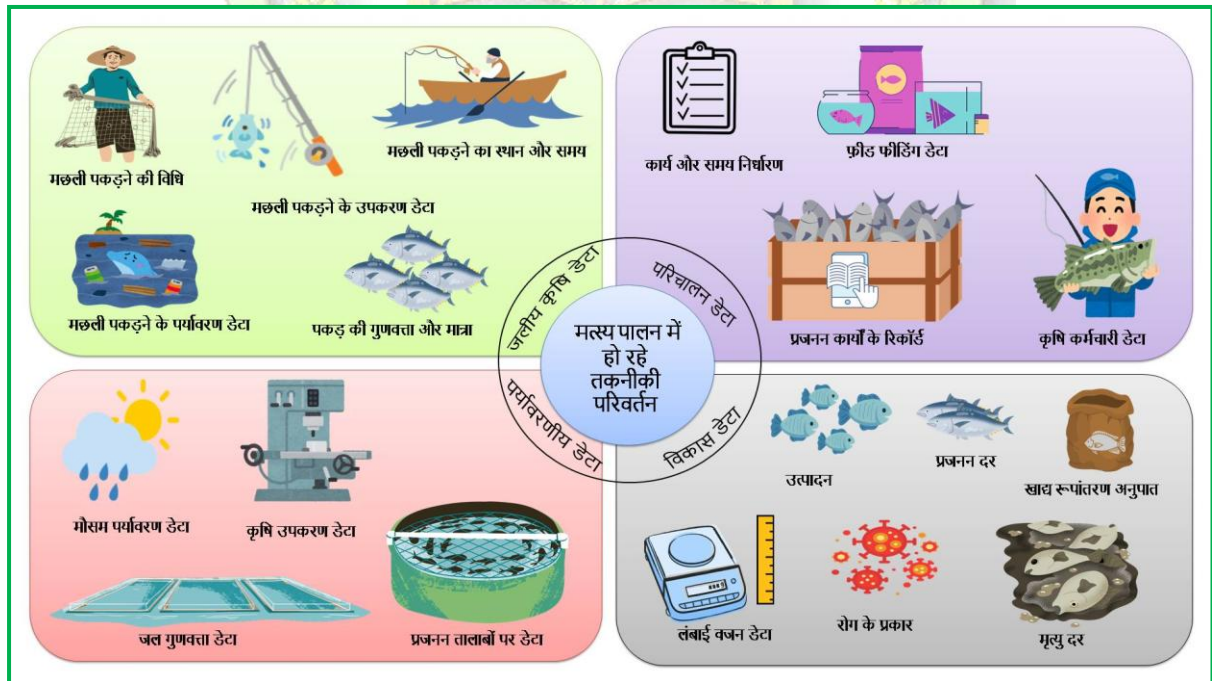 मछली पकड़ने की विधि
मछली पकड़ने के उपकरण डेटा
मछली पकड़ने का स्थान और समय
मछली पकड़ने के पर्यावरण डेटा
पकड़ की गुणवत्ता और मात्रा
कार्य और समय निर्धारण
फ़ीड फीडिंग डेटा
प्रजनन कार्यों के रिकॉर्ड
कृषि कर्मचारी डेटा
जलीय कृषि डेटा
परिचालन डेटा
मत्स्य पालन में
हो रहे
तकनीकी
परिवर्तन
पर्यावरणीय डेटा
विकास डेटा
मौसम पर्यावरण डेटा
कृषि उपकरण डेटा
जल गुणवत्ता डेटा
प्रजनन तालाबों पर डेटा
उत्पादन
प्रजनन दर
खाद्य रूपांतरण अनुपात
लंबाई वजन डेटा
रोग के प्रकार
मृत्यु दर